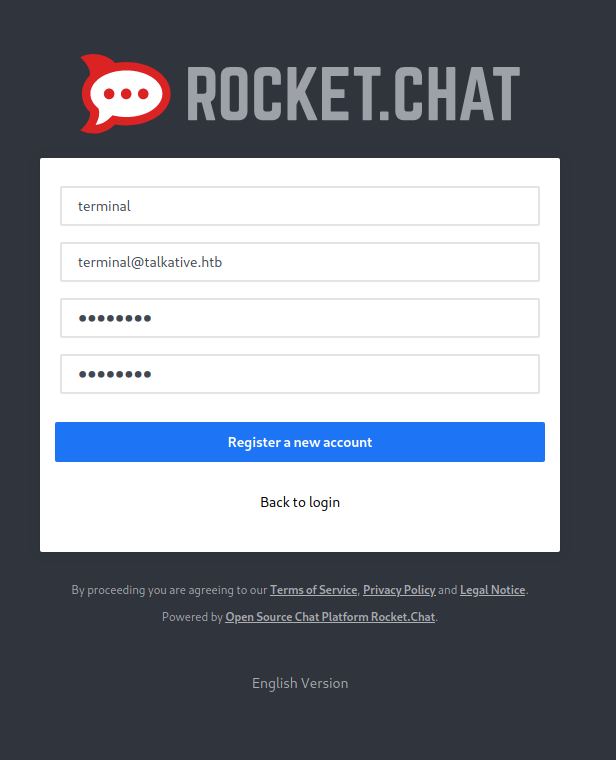 ROCKET.CHAT
terminal
terminal@talkative.htb
●●●●●●●●
●●●●●●●●
Register a new account
Back to login
By proceeding you are agreeing to our Terms of Service, Privacy Policy and Legal Notice.
Powered by Open Source Chat Platform Rocket.Chat.
English Version